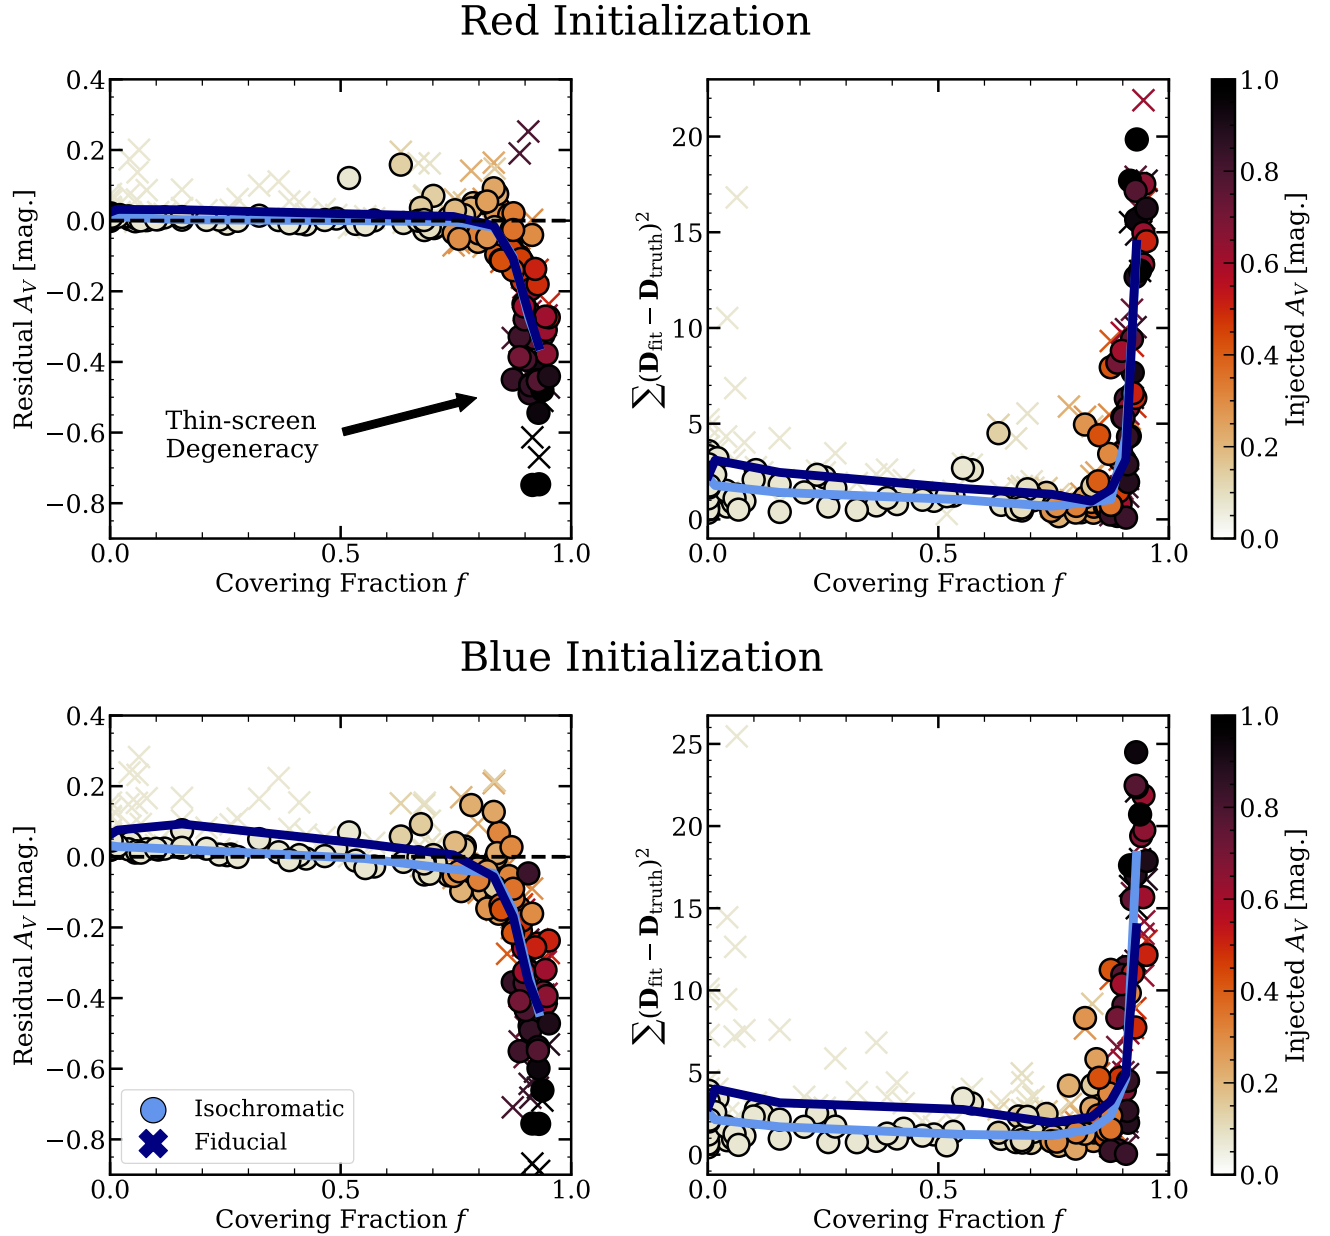 Red Initialization
0.4
0.2
0.0
−0.2
−0.4
−0.6
−0.8
Residual A_V [mag.]
Thin-screen
Degeneracy
0.0 0.5 1.0
Covering Fraction f
20
15
10
5
0
∑(D_fit − D_truth)²
0.0 0.5 1.0
Covering Fraction f
1.0
0.8
0.6
0.4
0.2
0.0
Injected A_V [mag.]
Blue Initialization
0.4
0.2
0.0
−0.2
−0.4
−0.6
−0.8
Residual A_V [mag.]
Isochromatic
Fiducial
0.0 0.5 1.0
Covering Fraction f
25
20
15
10
5
0
∑(D_fit − D_truth)²
0.0 0.5 1.0
Covering Fraction f
1.0
0.8
0.6
0.4
0.2
0.0
Injected A_V [mag.]